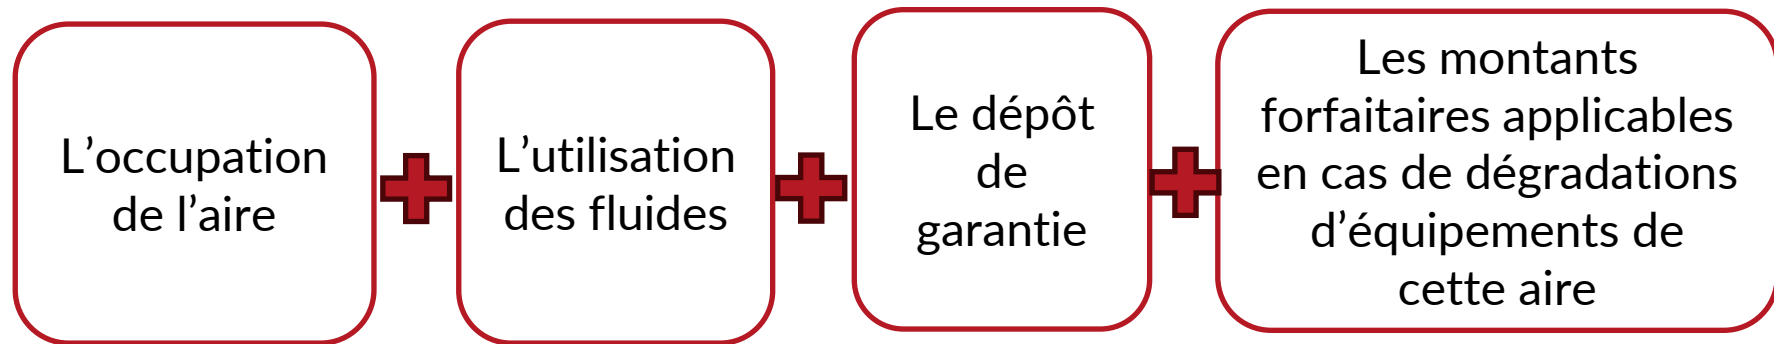 L’occupation
de l’aire
L’utilisation
des fluides
Le dépôt
de
garantie
Les montants
forfaitaires applicables
en cas de dégradations
d’équipements de
cette aire